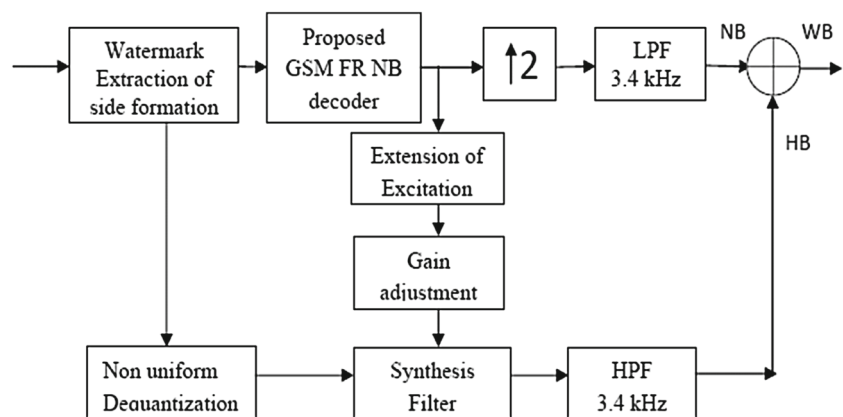 Watermark
Extraction of
side formation
Proposed
GSM FR NB
decoder
↑2
LPF
3.4 kHz
NB
WB
HB
Extension of
Excitation
Gain
adjustment
Non uniform
Dequantization
Synthesis
Filter
HPF
3.4 kHz